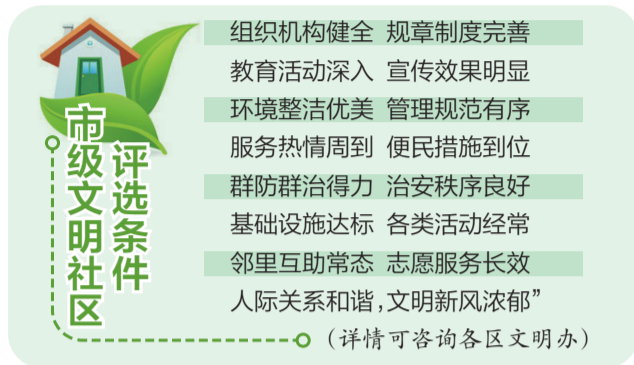 市级文明社区
评选条件
组织机构健全 规章制度完善
教育活动深入 宣传效果明显
环境整洁优美 管理规范有序
服务热情周到 便民措施到位
群防群治得力 治安秩序良好
基础设施达标 各类活动经常
邻里互助常态 志愿服务长效
人际关系和谐,文明新风浓郁”
(详情可咨询各区文明办)